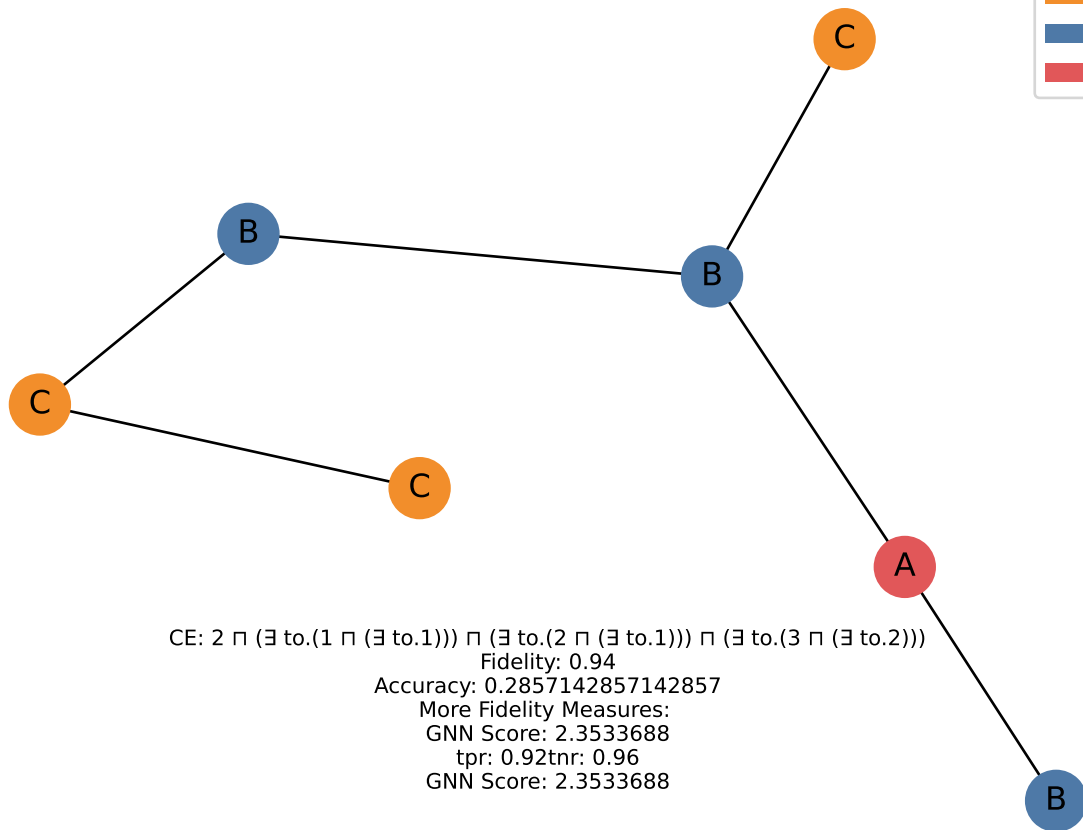 C
B
B
C
C
A
CE: 2 ⊓ (∃ to.(1 ⊓ (∃ to.1))) ⊓ (∃ to.(2 ⊓ (∃ to.1))) ⊓ (∃ to.(3 ⊓ (∃ to.2)))
Fidelity: 0.94
Accuracy: 0.2857142857142857
More Fidelity Measures:
GNN Score: 2.3533688
tpr: 0.92tnr: 0.96
GNN Score: 2.3533688
B